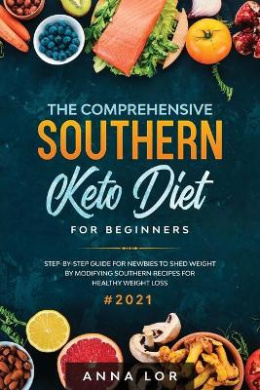 THE COMPREHENSIVE
SOUTHERN
Keto Diet
FOR BEGINNERS
STEP-BY-STEP GUIDE FOR NEWBIES TO SHED WEIGHT
BY MODIFYING SOUTHERN RECIPES FOR
HEALTHY WEIGHT LOSS
#2021
ANNA LOR